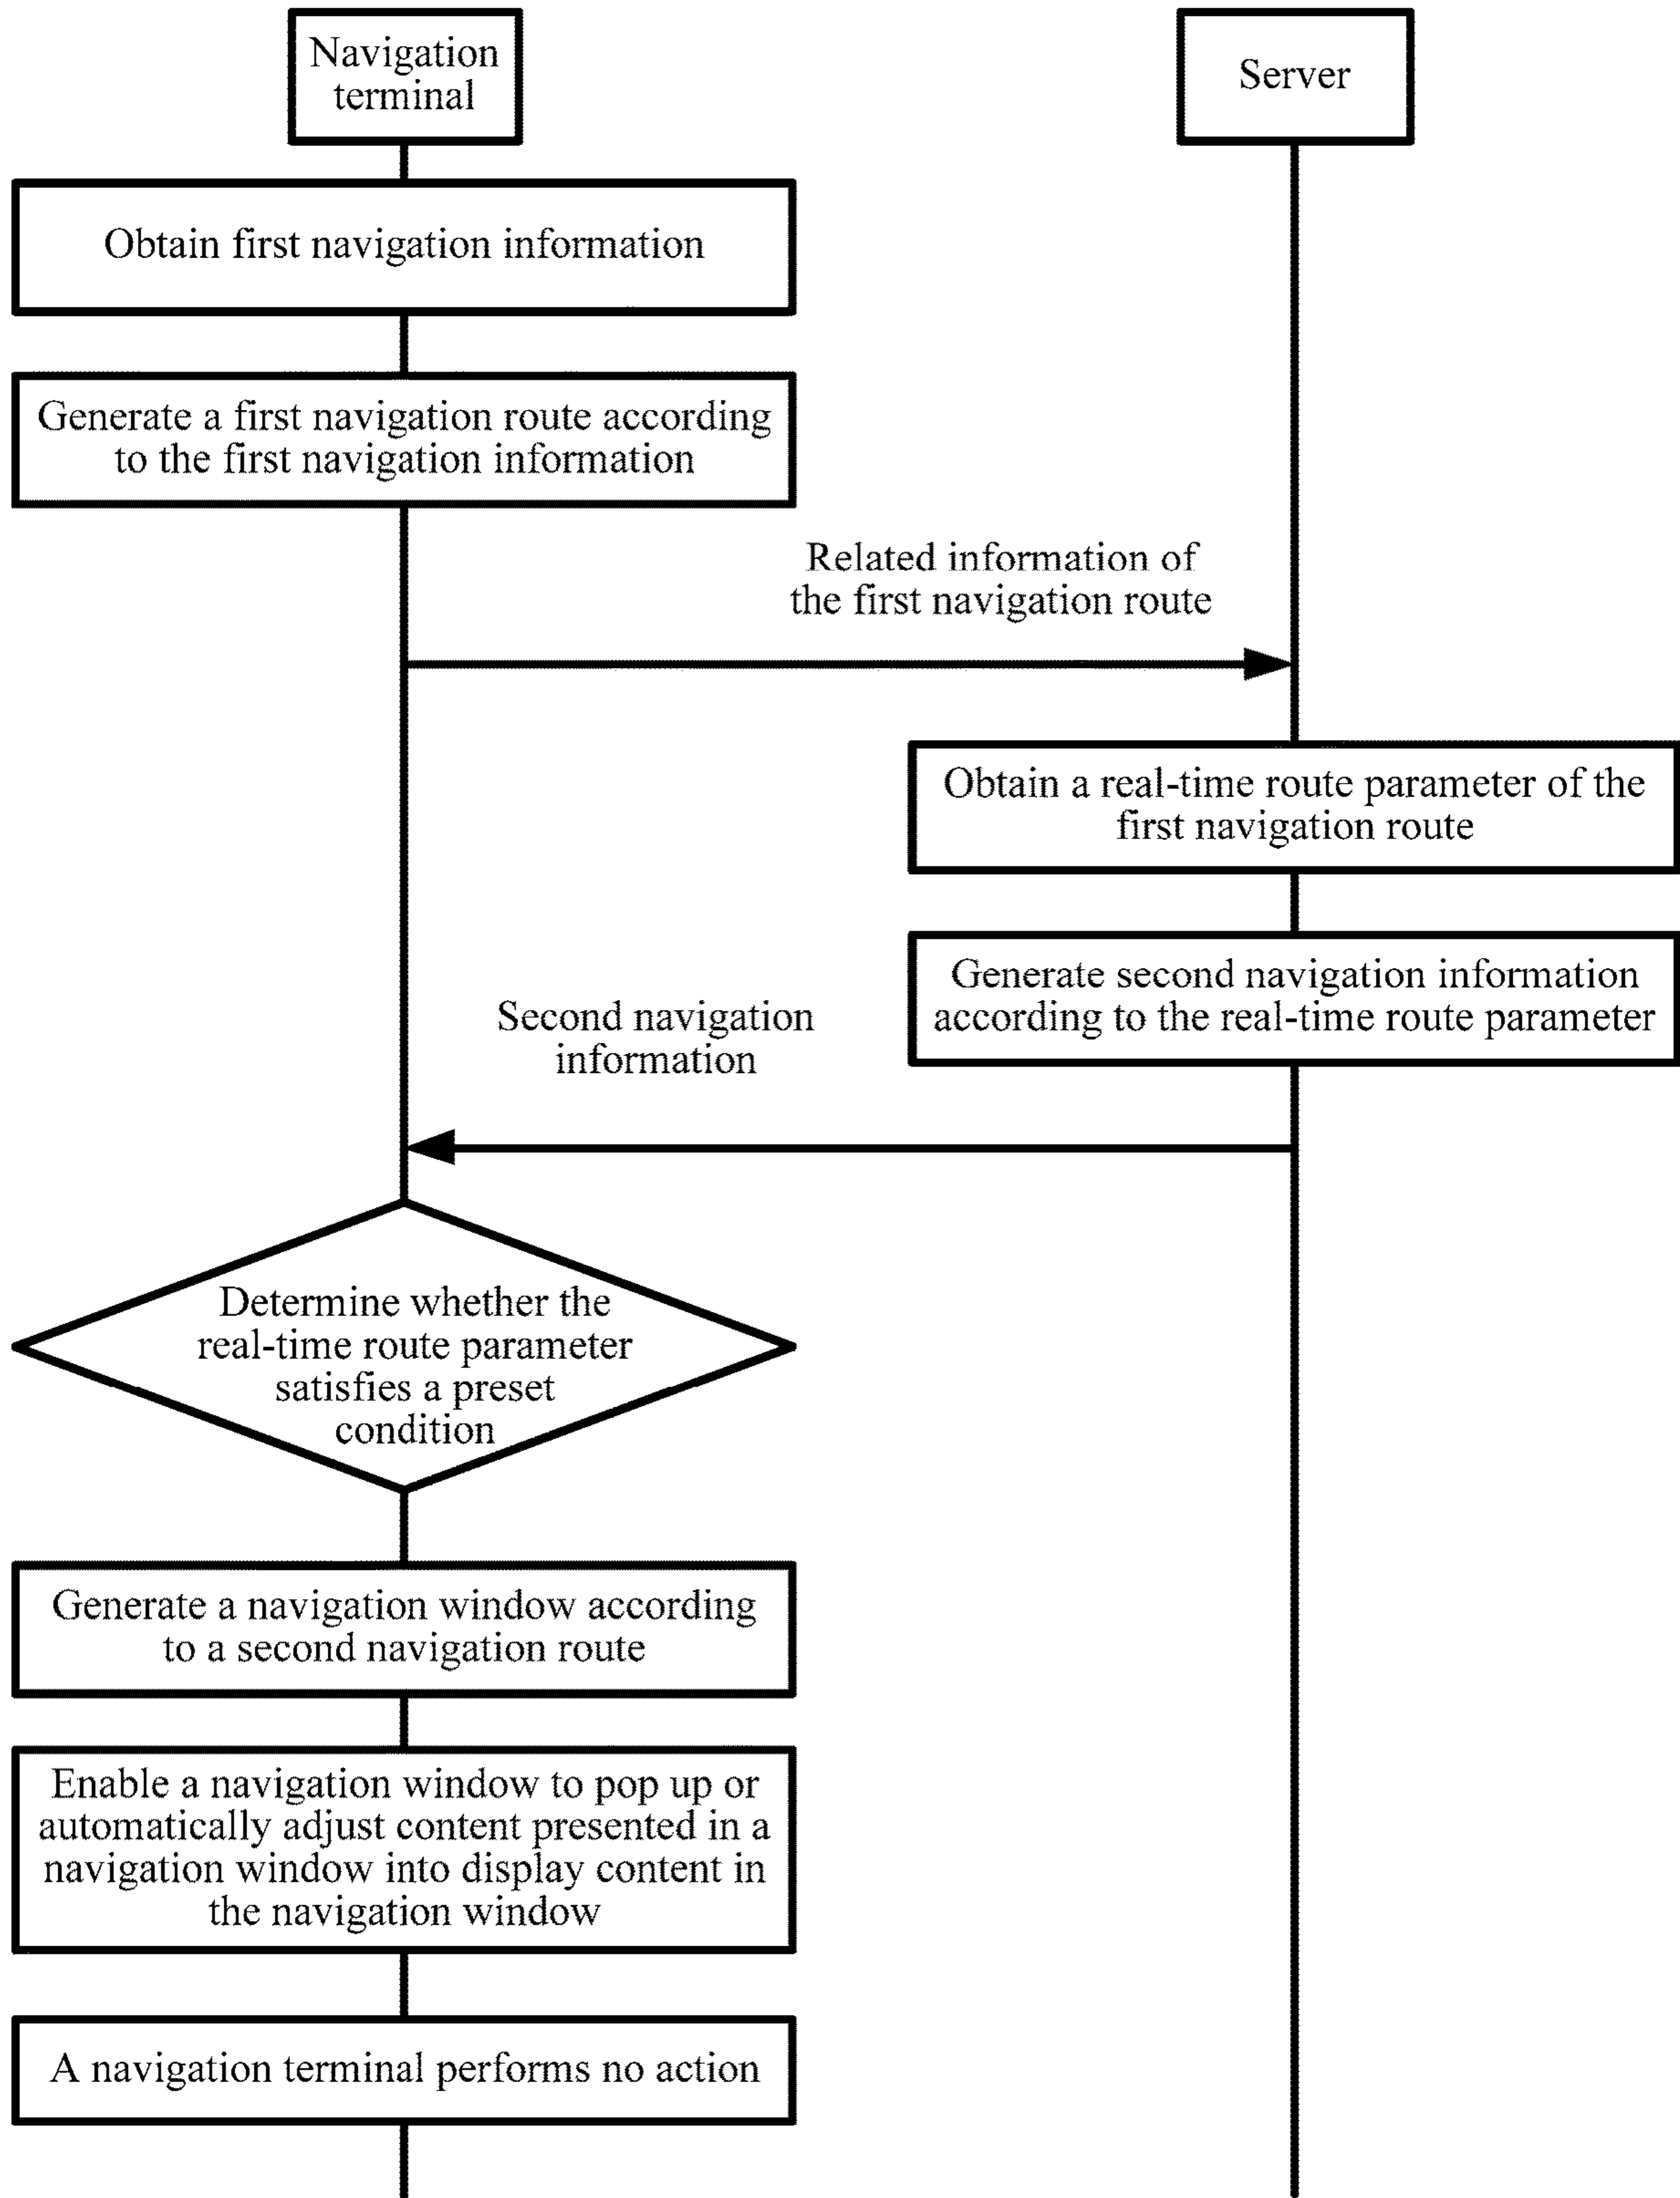 Navigation
terminal
Server
Obtain first navigation information
Generate a first navigation route according
to the first navigation information
Related information of
the first navigation route
Obtain a real-time route parameter of the
first navigation route
Generate second navigation information
according to the real-time route parameter
Second navigation
information
Determine whether the
real-time route parameter
satisfies a preset
condition
Generate a navigation window according
to a second navigation route
Enable a navigation window to pop up or
automatically adjust content presented in a
navigation window into display content in
the navigation window
A navigation terminal performs no action